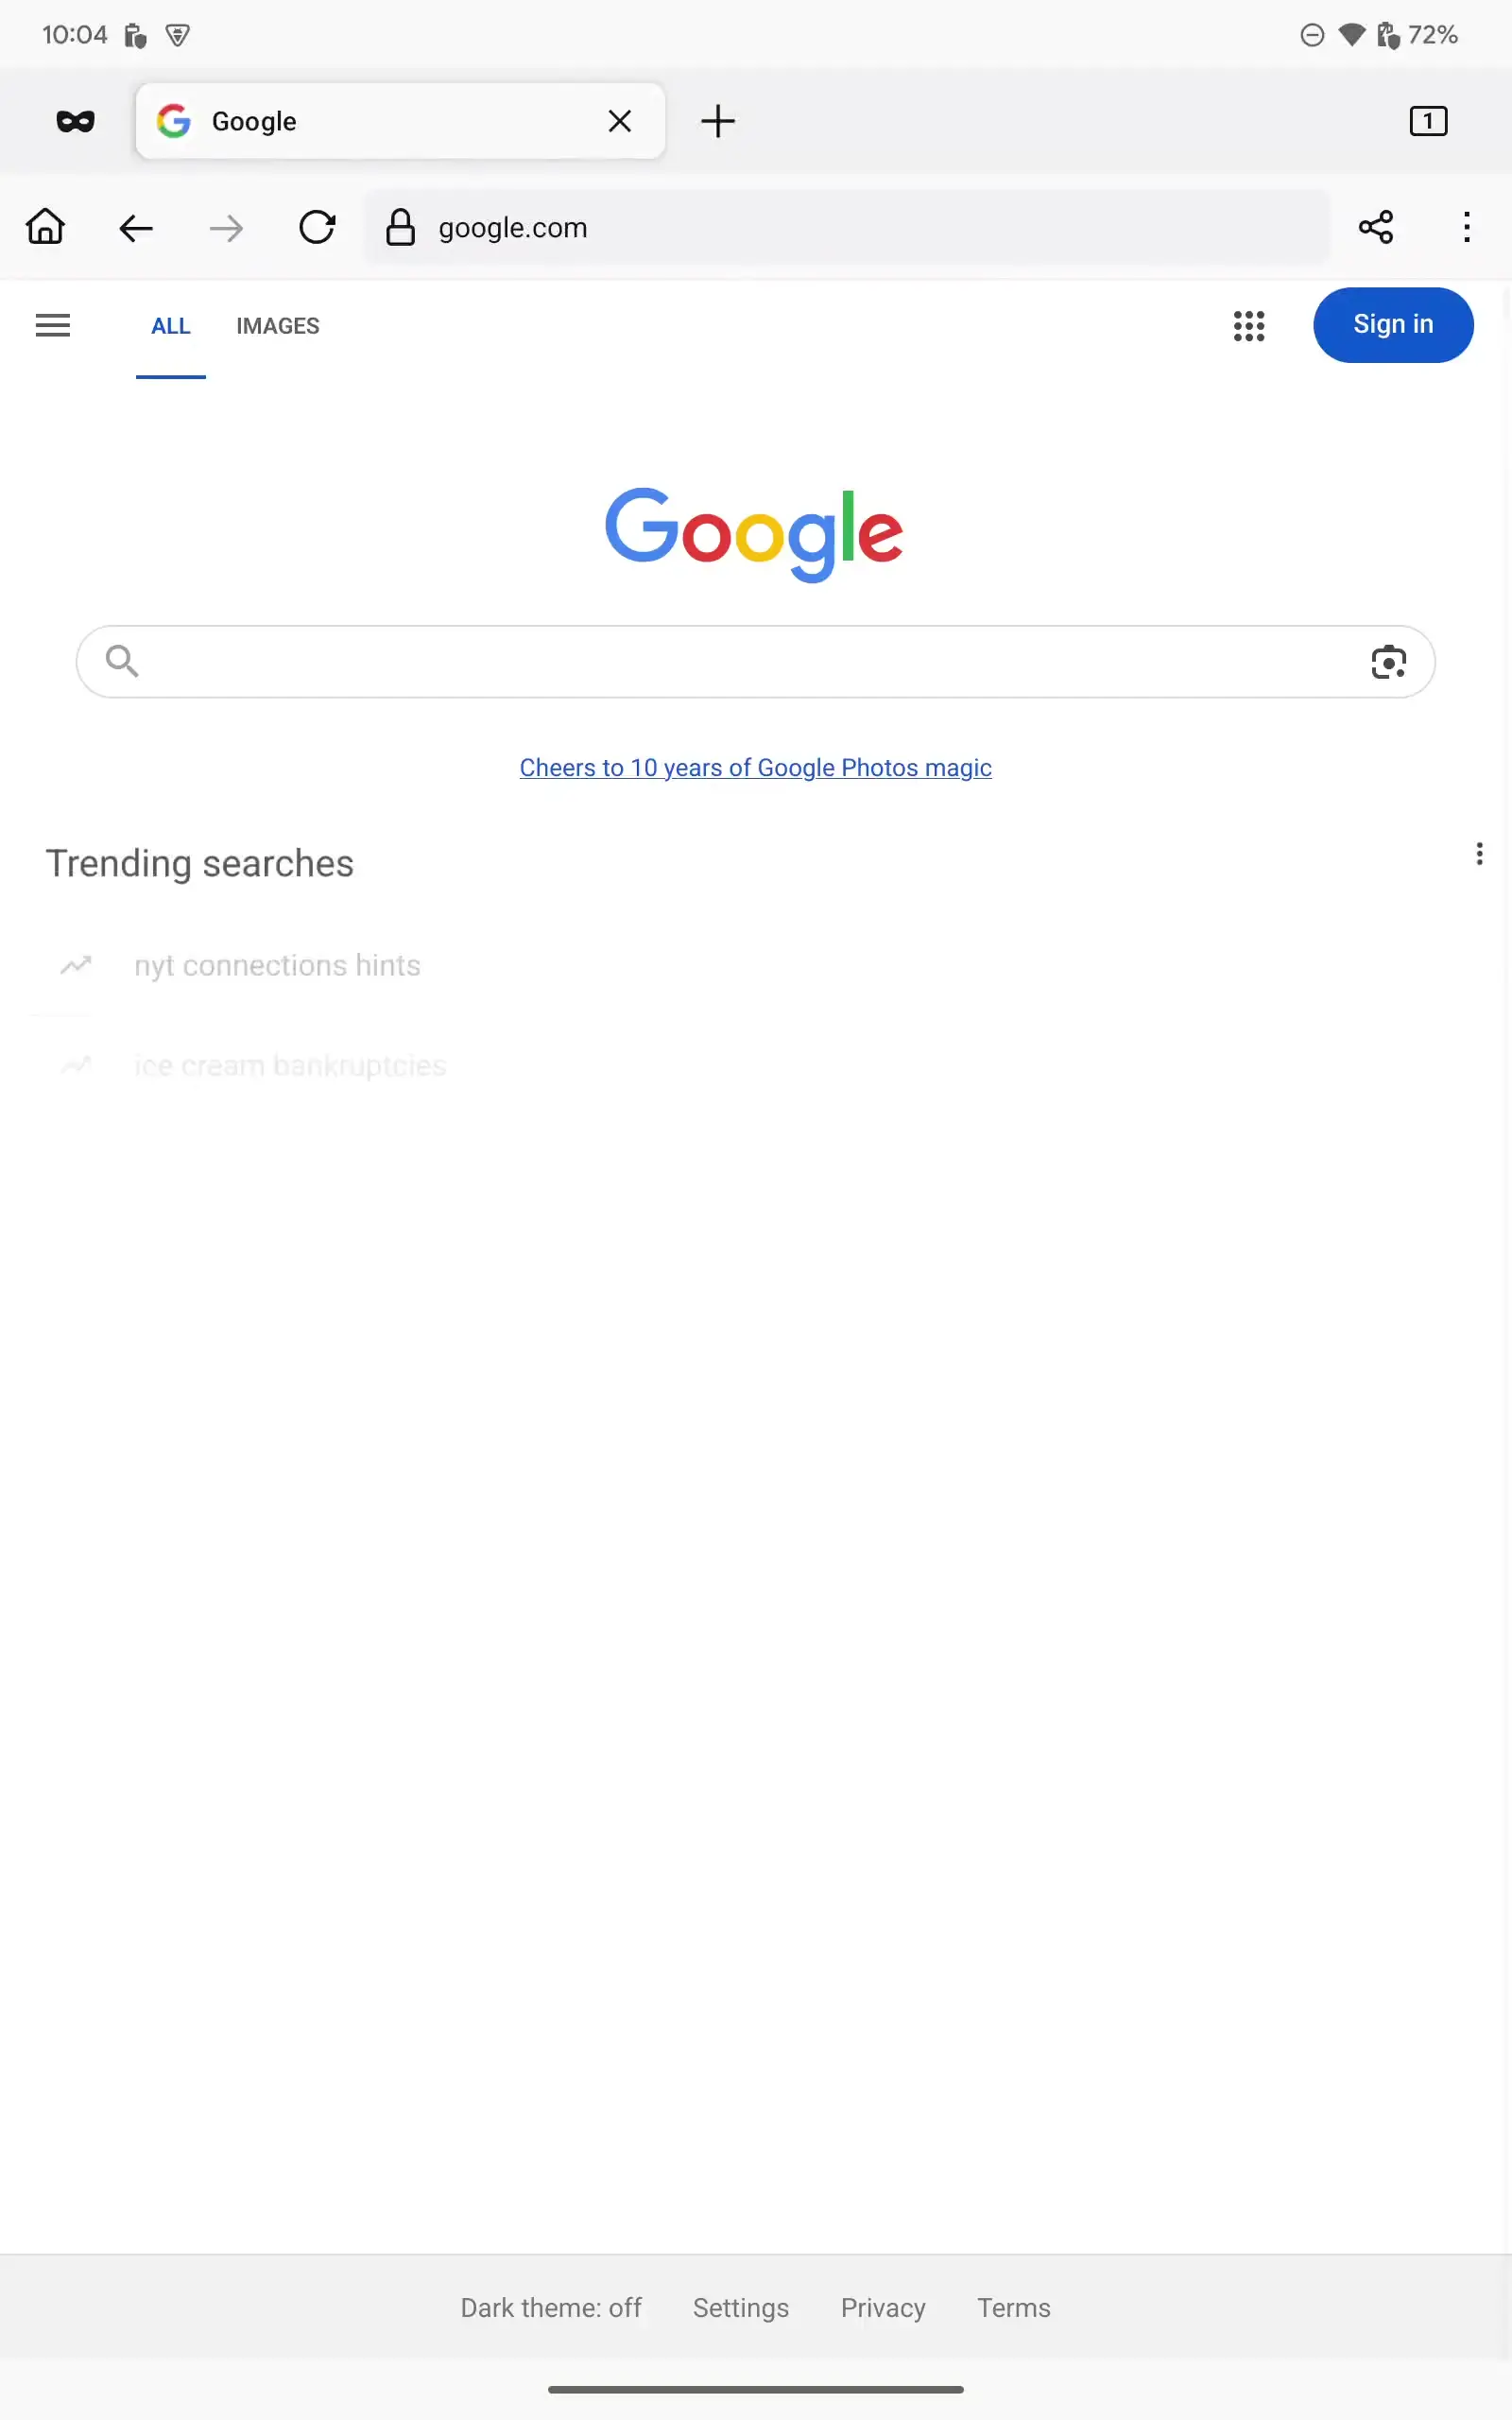 10:04
72%
Google
1
google.com
ALL IMAGES
Sign in
Google
Cheers to 10 years of Google Photos magic
Trending searches
nyt connections hints
ice cream bankruptcies
Dark theme: off Settings Privacy Terms